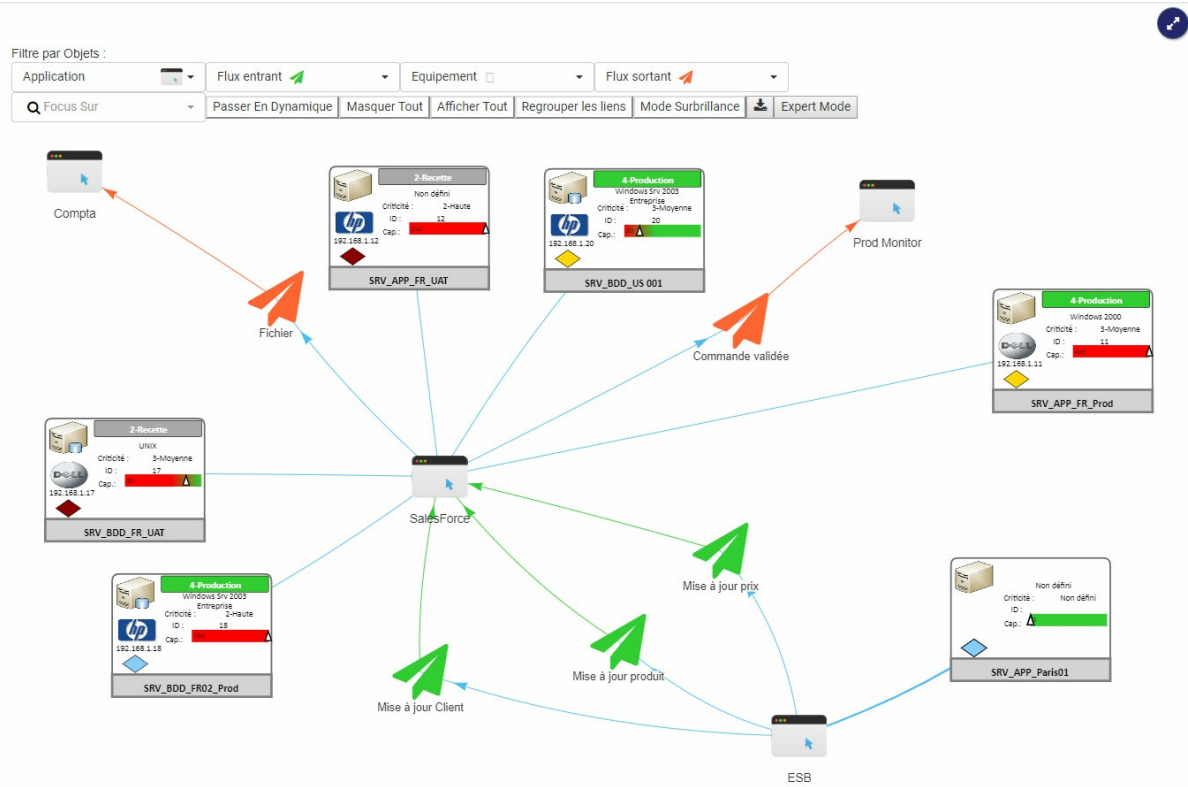 Filtre par Objets :
Application
Flux entrant
Equipement
Flux sortant
Focus Sur
Passer En Dynamique
Masquer Tout
Afficher Tout
Regrouper les liens
Mode Surbrillance
Expert Mode
Compta
2-Recette
Non défini
Criticité : 2-Haute
ID : 12
Cap.:
hp
192.168.1.12
SRV_APP_FR_UAT
4-Production
Windows Srv 2003
Entreprise
Criticité : 3-Moyenne
ID : 20
Cap.:
hp
192.168.1.20
SRV_BDD_US 001
Prod Monitor
Fichier
Commande validée
4-Production
Windows 2000
Criticité : 3-Moyenne
ID : 11
Cap.:
DELL
192.168.1.11
SRV_APP_FR_Prod
2-Recette
UNIX
Criticité : 3-Moyenne
ID : 17
Cap.:
DELL
192.168.1.17
SRV_BDD_FR_UAT
SalesForce
4-Production
Windows Srv 2003
Entreprise
Criticité : 2-Haute
ID : 18
Cap.:
hp
192.168.1.18
SRV_BDD_FR02_Prod
Mise à jour prix
Mise à jour produit
Mise à jour Client
Non défini
Criticité : Non défini
ID :
Cap.:
SRV_APP_Paris01
ESB